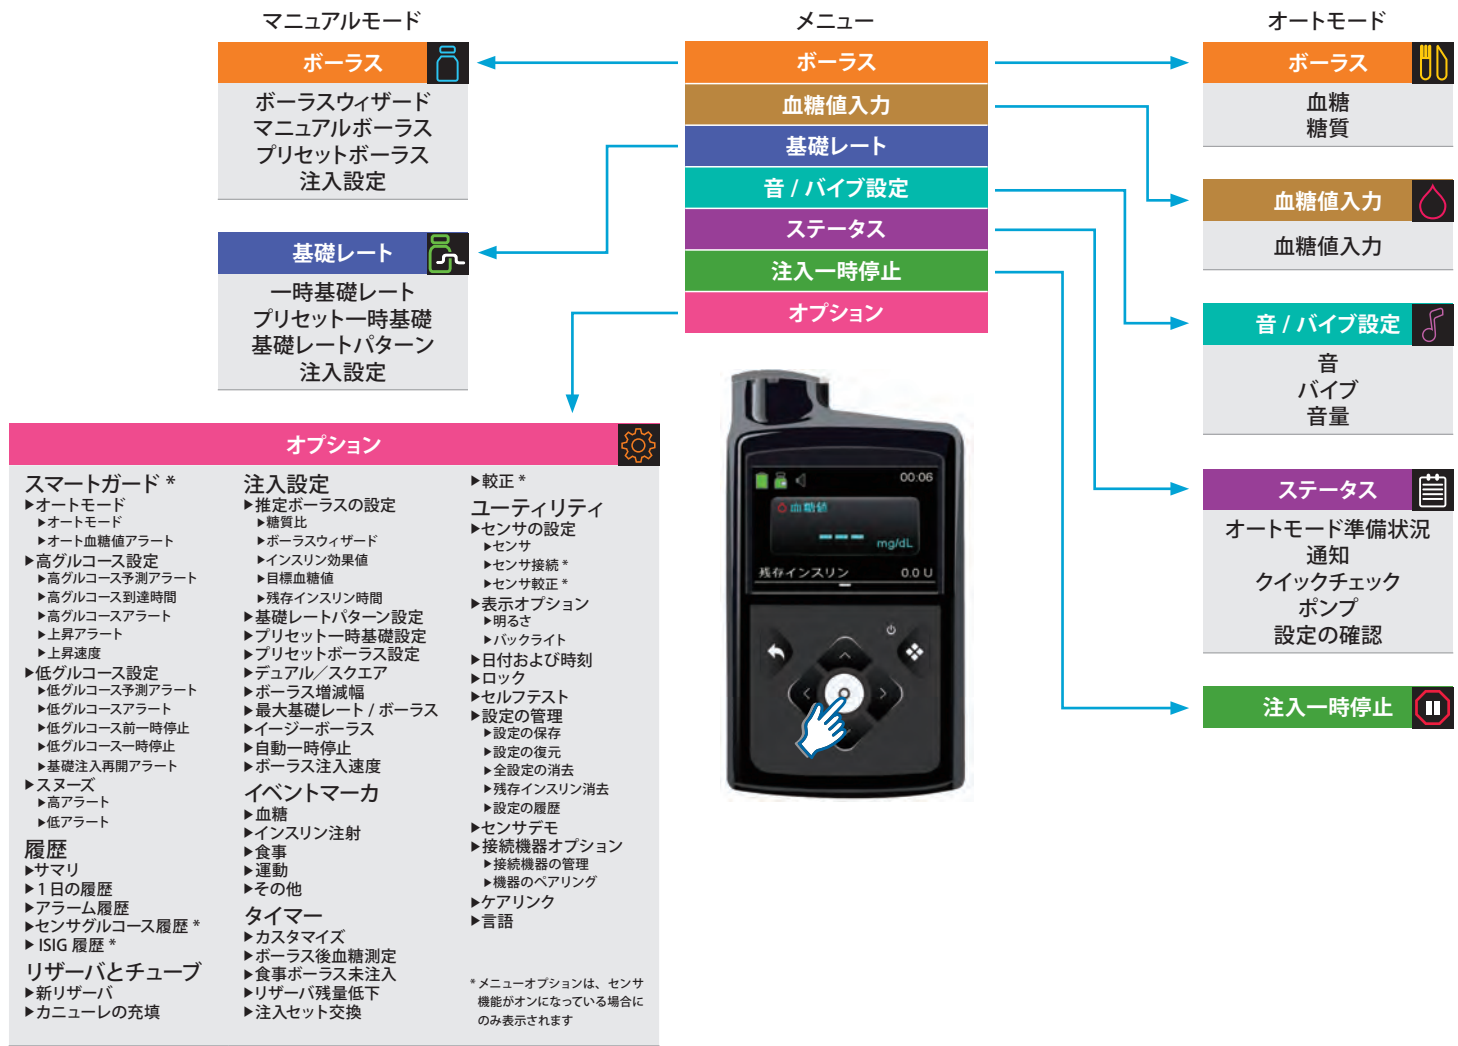 マニュアルモード
ボーラス
ボーラスウィザード
マニュアルボーラス
プリセットボーラス
注入設定
基礎レート
一時基礎レート
プリセット一時基礎
基礎レートパターン
注入設定
メニュー
ボーラス
血糖値入力
基礎レート
音 / バイブ設定
ステータス
注入一時停止
オプション
オートモード
ボーラス
血糖
糖質
血糖値入力
血糖値入力
音 / バイブ設定
音
バイブ
音量
ステータス
オートモード準備状況
通知
クイックチェック
ポンプ
設定の確認
注入一時停止
00:06
血糖値
--- mg/dL
残存インスリン 0.0 U
オプション
スマートガード *
▶オートモード
▶オートモード
▶オート血糖値アラート
▶高グルコース設定
▶高グルコース予測アラート
▶高グルコース到達時間
▶高グルコースアラート
▶上昇アラート
▶上昇速度
▶低グルコース設定
▶低グルコース予測アラート
▶低グルコースアラート
▶低グルコース前一時停止
▶低グルコース一時停止
▶基礎注入再開アラート
▶スヌーズ
▶高アラート
▶低アラート
履歴
▶サマリ
▶1日の履歴
▶アラーム履歴
▶センサグルコース履歴 *
▶ISIG 履歴 *
リザーバとチューブ
▶新リザーバ
▶カニューレの充填
注入設定
▶推定ボーラスの設定
▶糖質比
▶ボーラスウィザード
▶インスリン効果値
▶目標血糖値
▶残存インスリン時間
▶基礎レートパターン設定
▶プリセット一時基礎設定
▶プリセットボーラス設定
▶デュアル／スクエア
▶ボーラス増減幅
▶最大基礎レート / ボーラス
▶イージーボーラス
▶自動一時停止
▶ボーラス注入速度
イベントマーカ
▶血糖
▶インスリン注射
▶食事
▶運動
▶その他
タイマー
▶カスタマイズ
▶ボーラス後血糖測定
▶食事ボーラス未注入
▶リザーバ残量低下
▶注入セット交換
▶較正 *
ユーティリティ
▶センサの設定
▶センサ
▶センサ接続 *
▶センサ較正 *
▶表示オプション
▶明るさ
▶バックライト
▶日付および時刻
▶ロック
▶セルフテスト
▶設定の管理
▶設定の保存
▶設定の復元
▶全設定の消去
▶残存インスリン消去
▶設定の履歴
▶センサデモ
▶接続機器オプション
▶接続機器の管理
▶機器のペアリング
▶ケアリンク
▶言語
* メニューオプションは、センサ
機能がオンになっている場合に
のみ表示されます